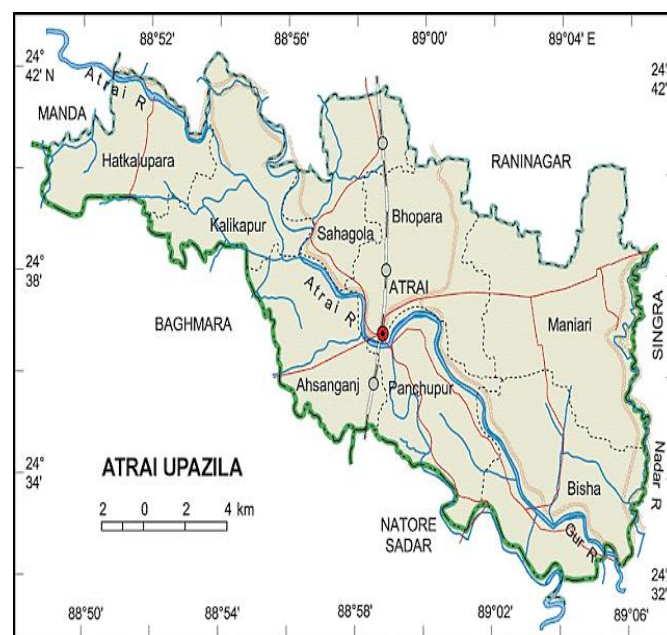 88°52'
88°56'
89°00'
89°04' E
24°
42' N
24°
42'
Atrai R
MANDA
Hatkalupara
RANINAGAR
Kalikapur
Sahagola
Bhopara
24°
38'
Atrai R
ATRAI
BAGHMARA
Maniari
SINGRA
Ahsanganj
Panchupur
ATRAI UPAZILA
24°
34'
2 0 2 4 km
Bisha
Nadar R
NATORE
SADAR
Gur R
24°
32'
88°50'
88°54'
88°58'
89°02'
89°06'